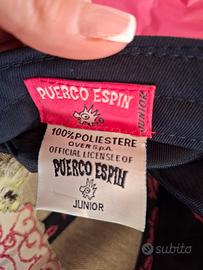 PUERCO ESPIN
JUNIOR
100% POLIESTERE
OVER S.P.A.
OFFICIAL LICENSEE OF
PUERCO ESPIN
JUNIOR
subito